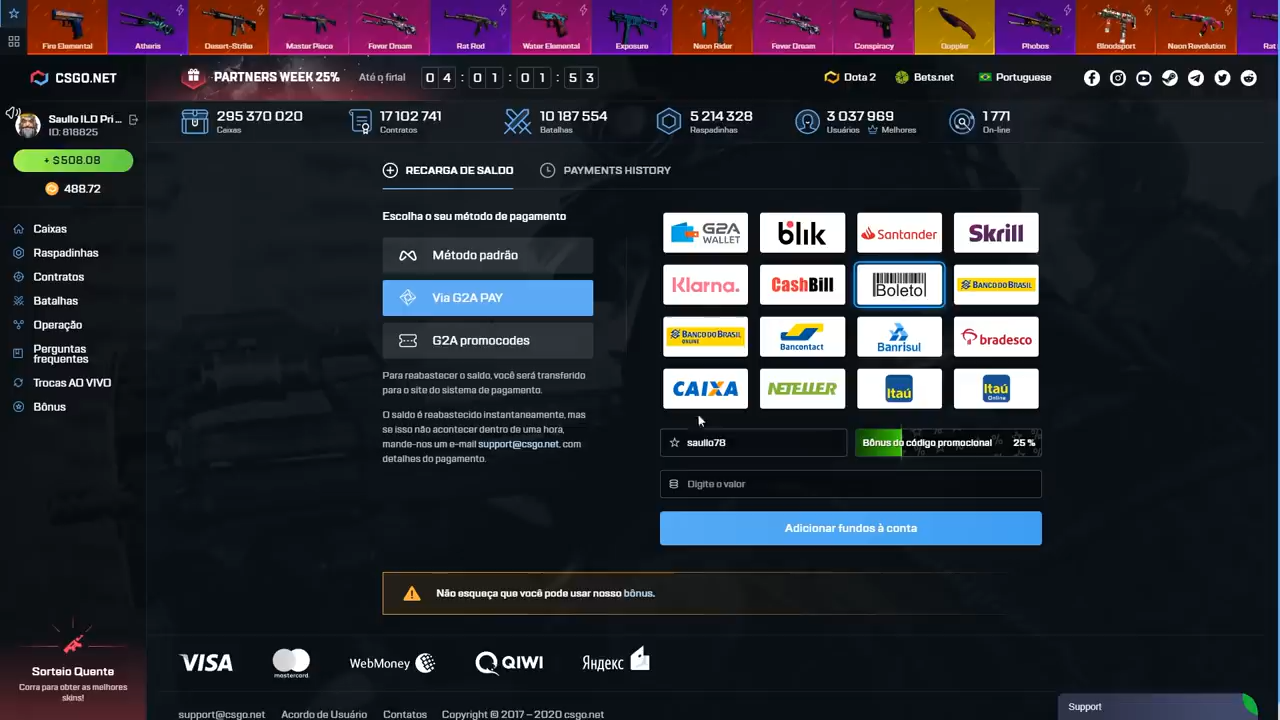 Fire Elemental
Atheris
Desert-Strike
Master Piece
Fever Dream
Rat Rod
Water Elemental
Exposure
Neon Rider
Fever Dream
Conspiracy
Doppler
Phobos
Bloodsport
Neon Revolution
Rat
CSGO.NET
PARTNERS WEEK 25%
Até o final
04:01:01:53
Dota 2
Bets.net
Portuguese
Saullo ILD Pri ...
ID: 818825
+ $508.08
488.72
295 370 020
Caixas
17 102 741
Contratos
10 187 554
Batalhas
5 214 328
Raspadinhas
3 037 969
Usuários
Melhores
1 771
On-line
Caixas
Raspadinhas
Contratos
Batalhas
Operação
Perguntas
frequentes
Trocas AO VIVO
Bônus
RECARGA DE SALDO
PAYMENTS HISTORY
Escolha o seu método de pagamento
Método padrão
Via G2A PAY
G2A promocodes
Para reabastecer o saldo, você será transferido
para o site do sistema de pagamento.
O saldo é reabastecido instantaneamente, mas
se isso não acontecer dentro de uma hora,
mande-nos um e-mail support@csgo.net, com
detalhes do pagamento.
G2A
WALLET
blik
Santander
Skrill
Klarna.
CashBill
Boleto
BANCO DO BRASIL
BANCO DO BRASIL
ONLINE
Bancontact
Banrisul
bradesco
CAIXA
NETELLER
Itaú
Itaú
Online
saullo78
Bônus do código promocional 25 %
Digite o valor
Adicionar fundos à conta
Não esqueça que você pode usar nosso bônus.
VISA
mastercard.
WebMoney
QIWI
Яндекс
Sorteio Quente
Corra para obter as melhores
skins!
support@csgo.net
Acordo de Usuário
Contatos
Copyright © 2017 – 2020 csgo.net
Support